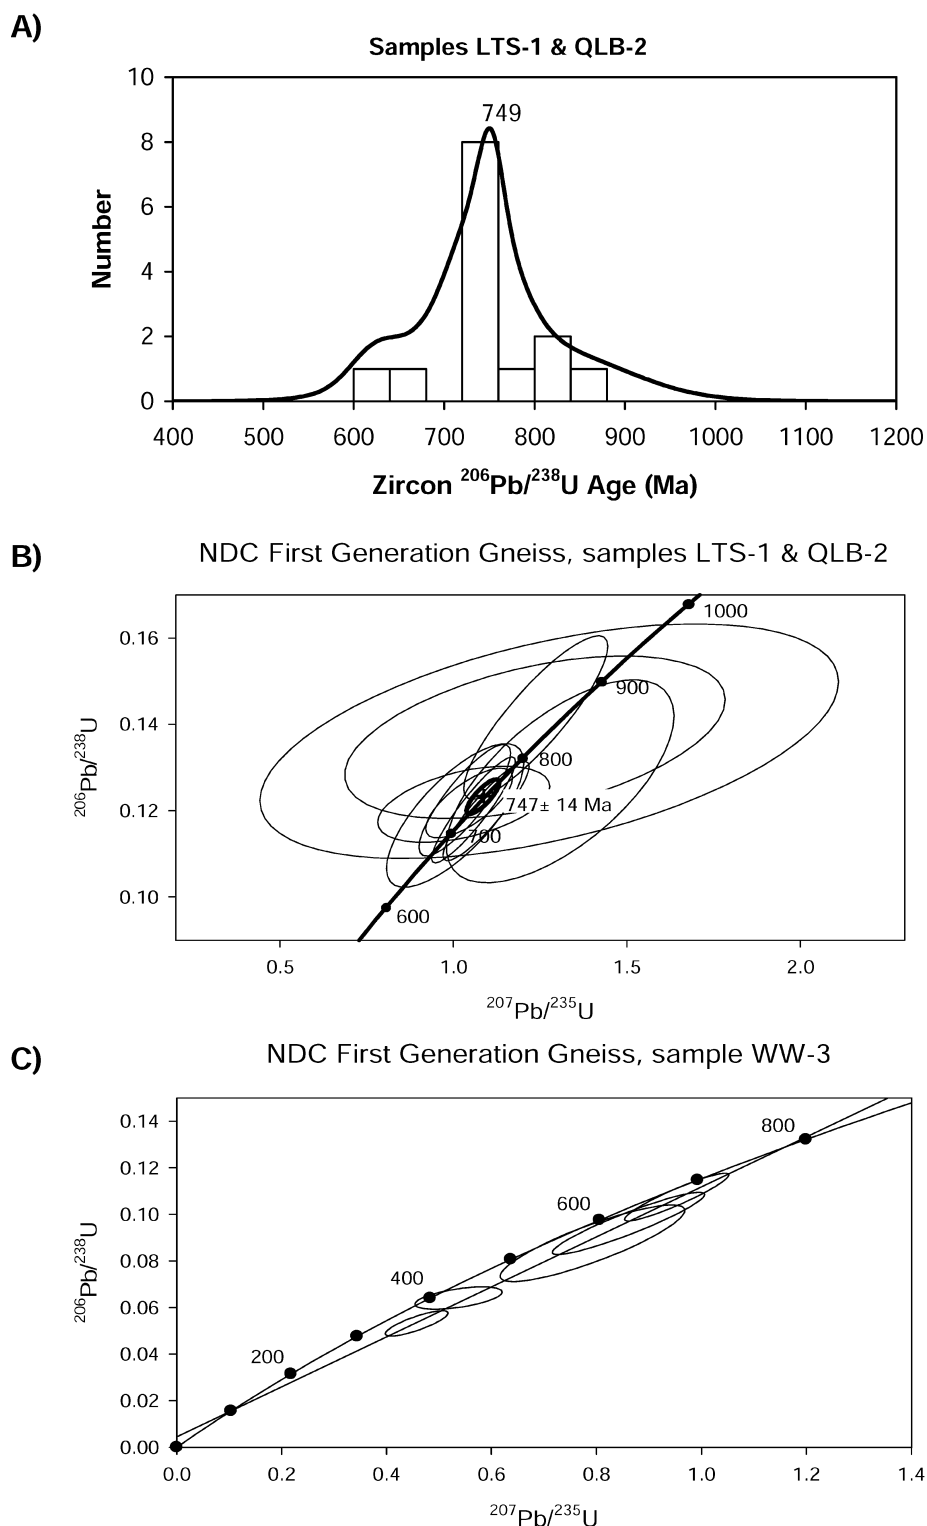 A)
Samples LTS-1 & QLB-2
749
10
8
6
4
2
0
Number
400 500 600 700 800 900 1000 1100 1200
Zircon ²⁰⁶Pb/²³⁸U Age (Ma)
B)
NDC First Generation Gneiss, samples LTS-1 & QLB-2
1000
0.16
900
0.14
800
747± 14 Ma
0.12
700
0.10
600
²⁰⁶Pb/²³⁸U
0.5 1.0 1.5 2.0
²⁰⁷Pb/²³⁵U
C)
NDC First Generation Gneiss, sample WW-3
0.14
800
0.12
0.10
600
0.08
400
0.06
0.04
200
0.02
0.00
²⁰⁶Pb/²³⁸U
0.0 0.2 0.4 0.6 0.8 1.0 1.2 1.4
²⁰⁷Pb/²³⁵U